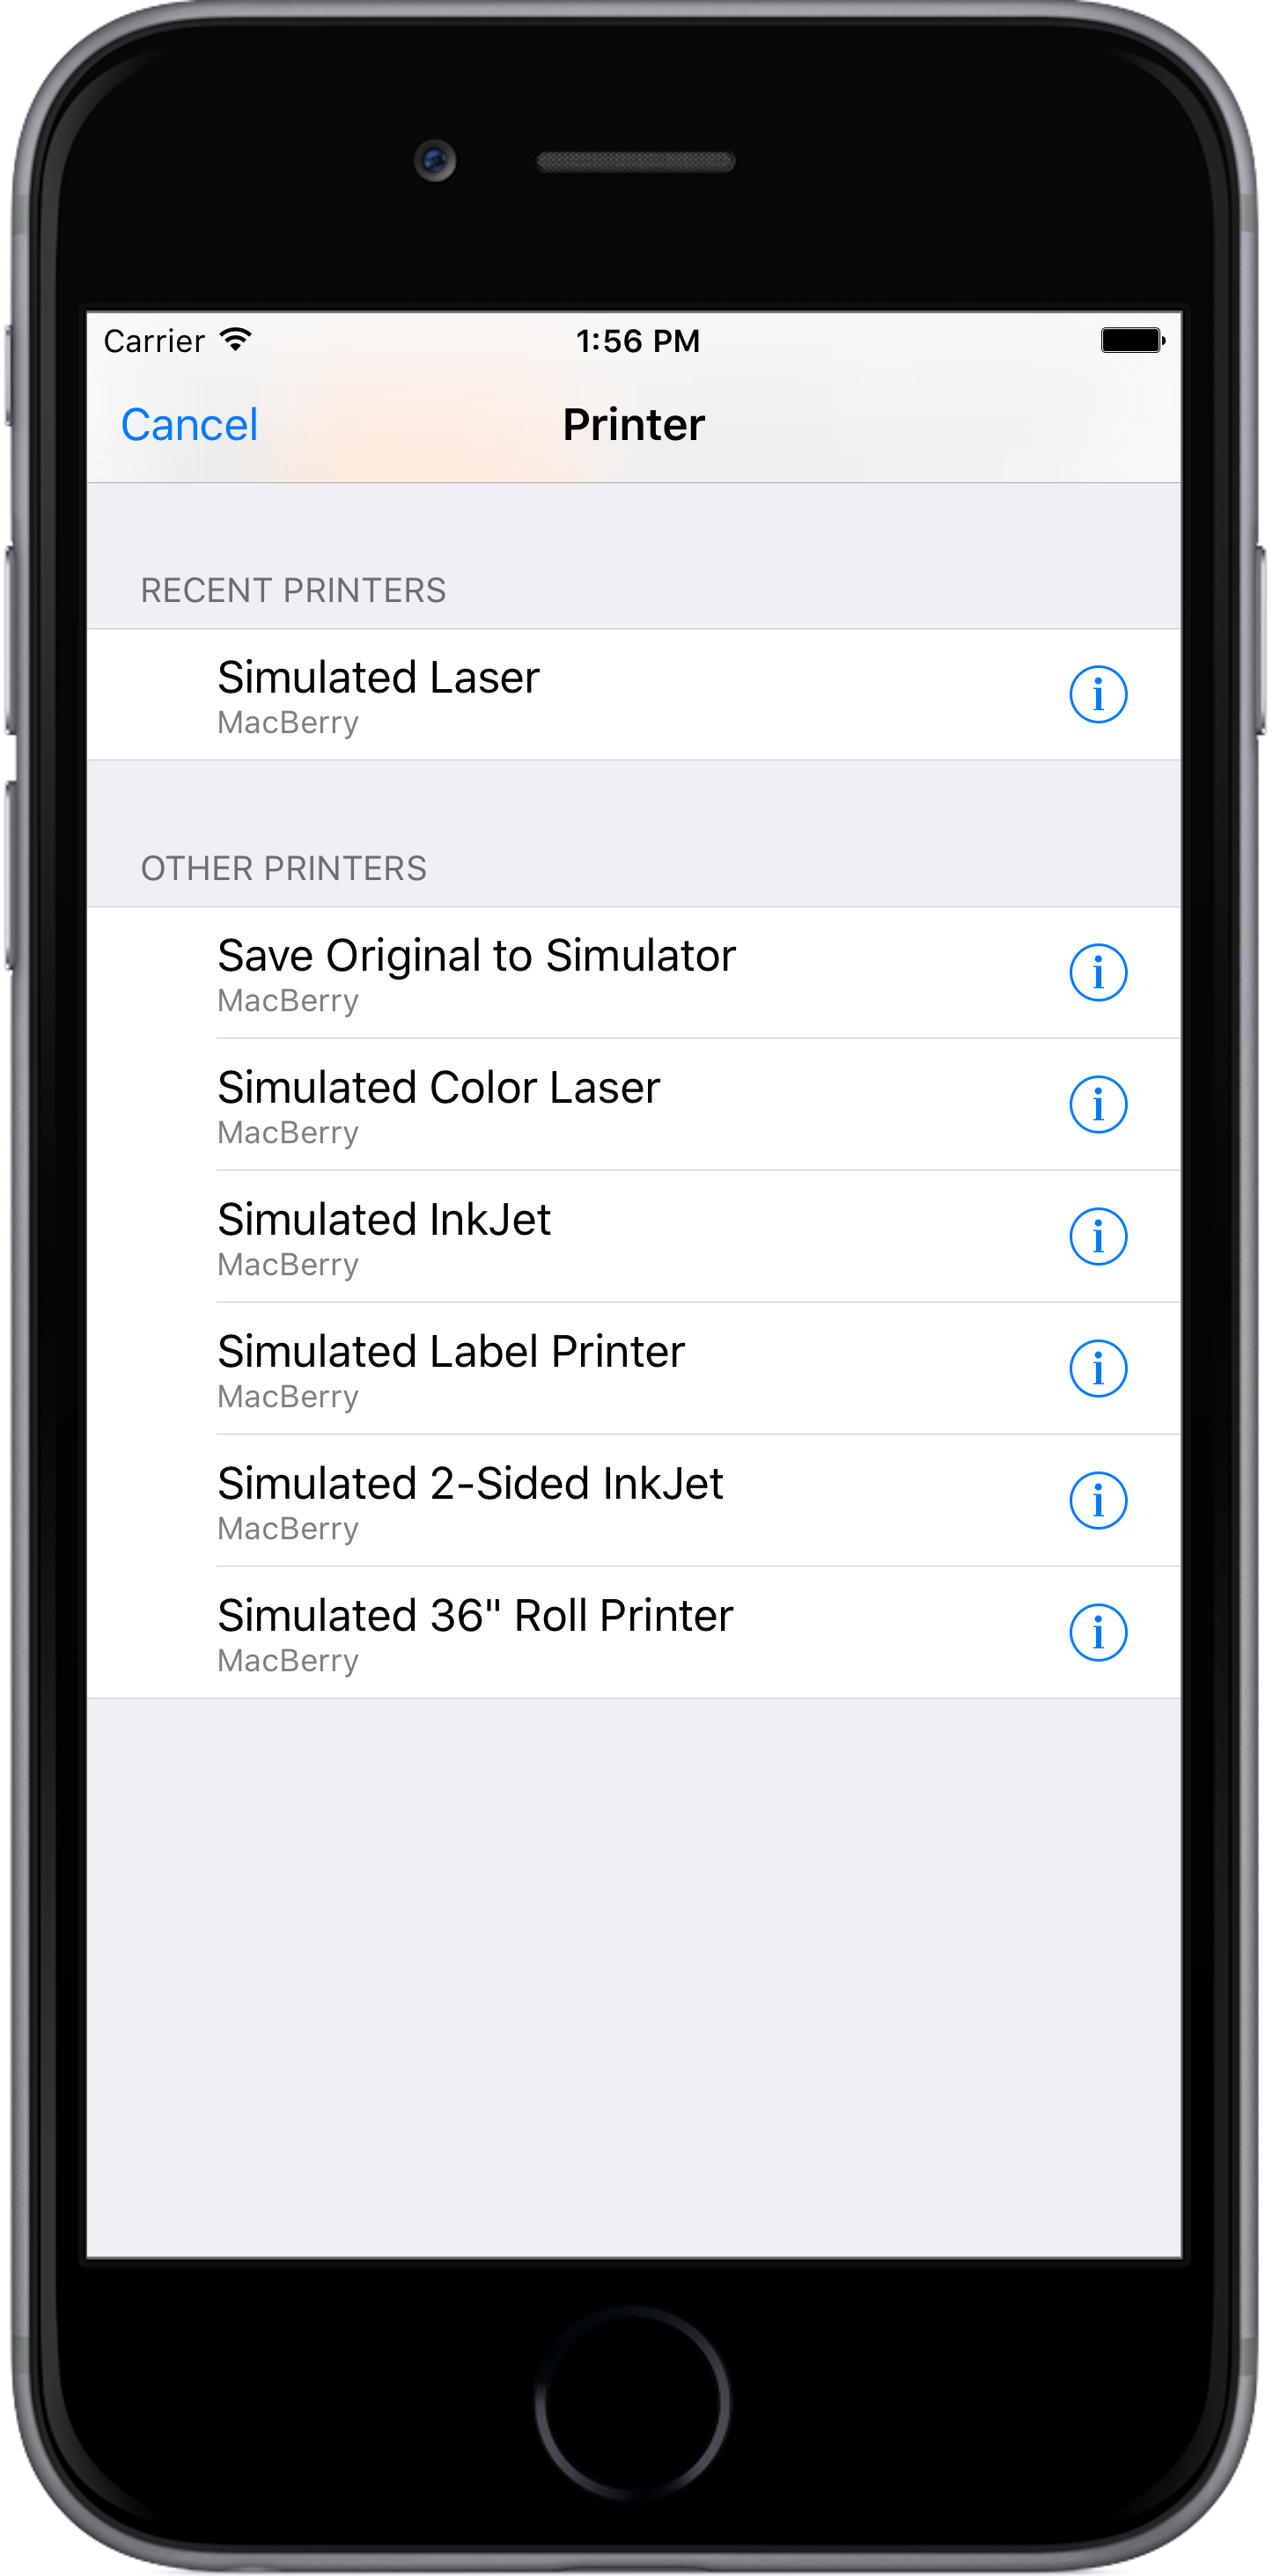 Carrier 1:56 PM
Cancel Printer
RECENT PRINTERS
Simulated Laser
MacBerry
OTHER PRINTERS
Save Original to Simulator
MacBerry
Simulated Color Laser
MacBerry
Simulated InkJet
MacBerry
Simulated Label Printer
MacBerry
Simulated 2-Sided InkJet
MacBerry
Simulated 36" Roll Printer
MacBerry